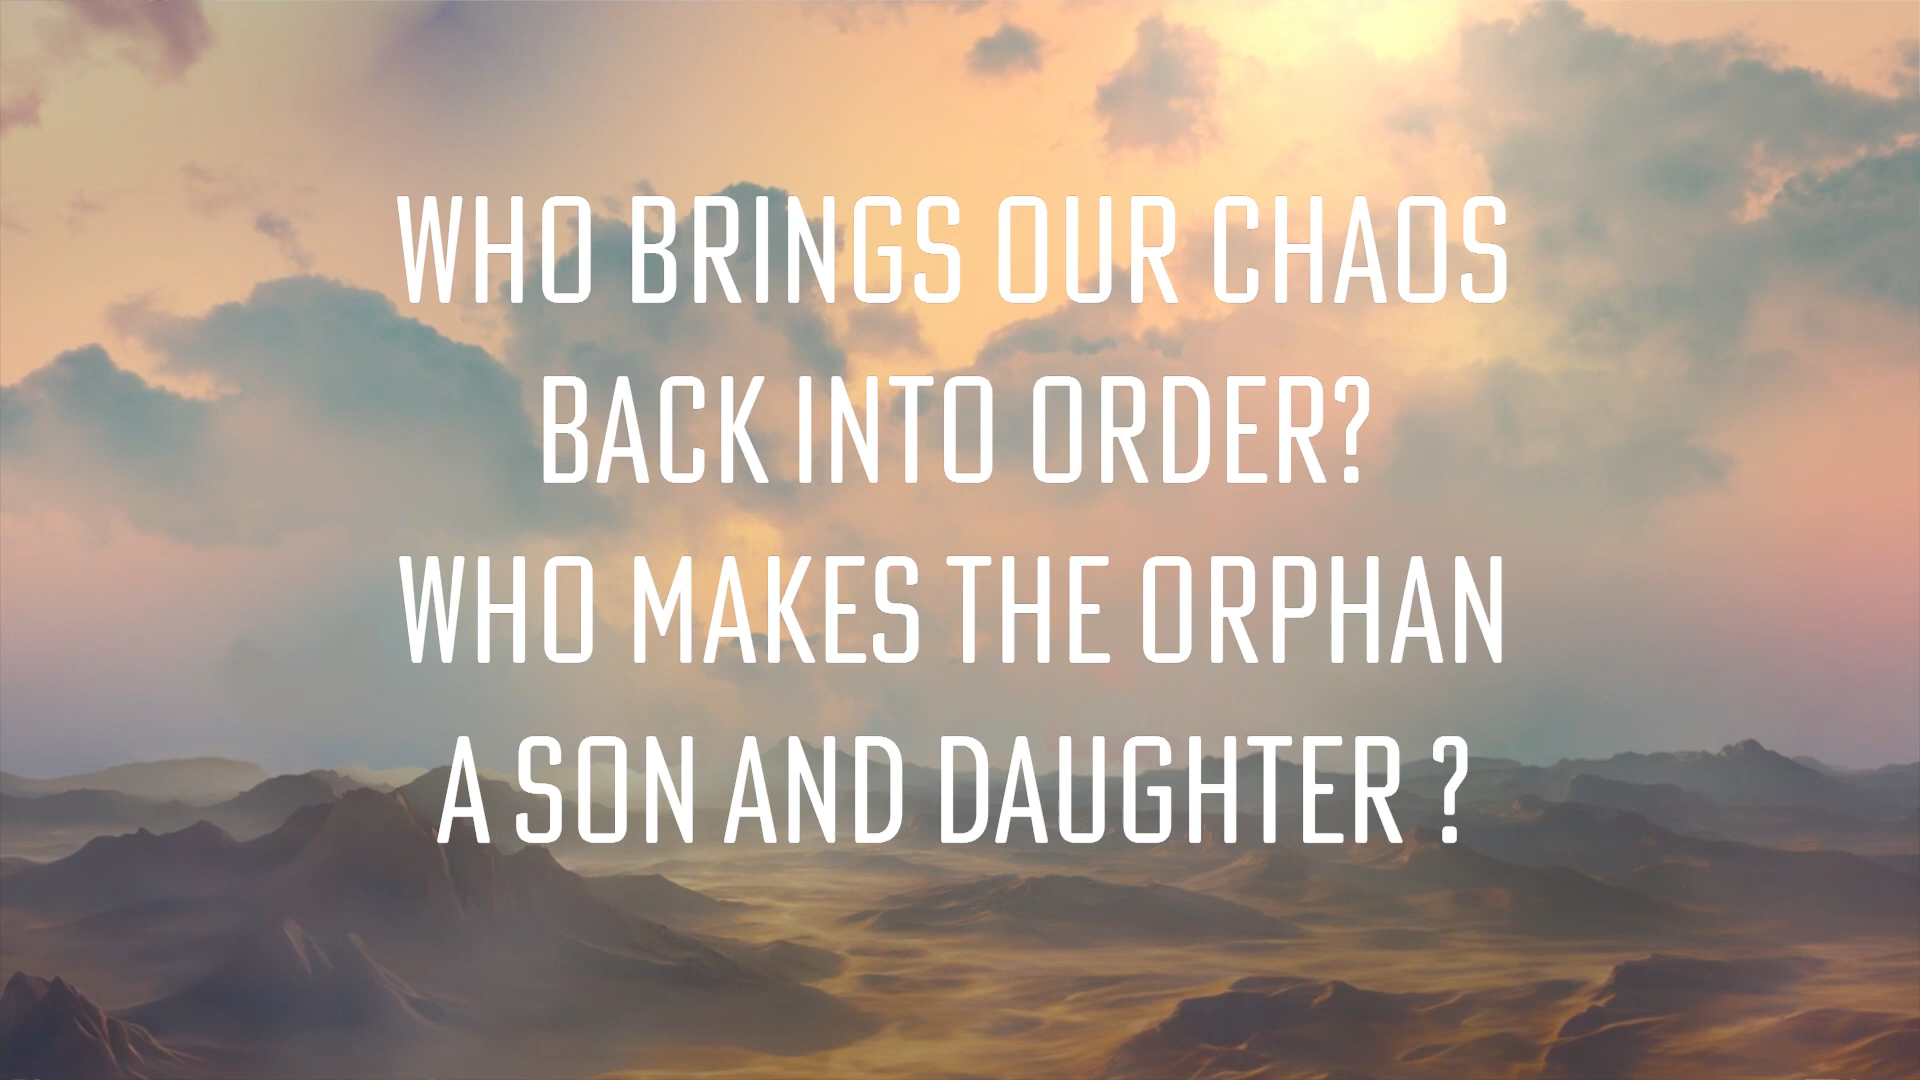 WHO BRINGS OUR CHAOS
BACK INTO ORDER?
WHO MAKES THE ORPHAN
A SON AND DAUGHTER ?